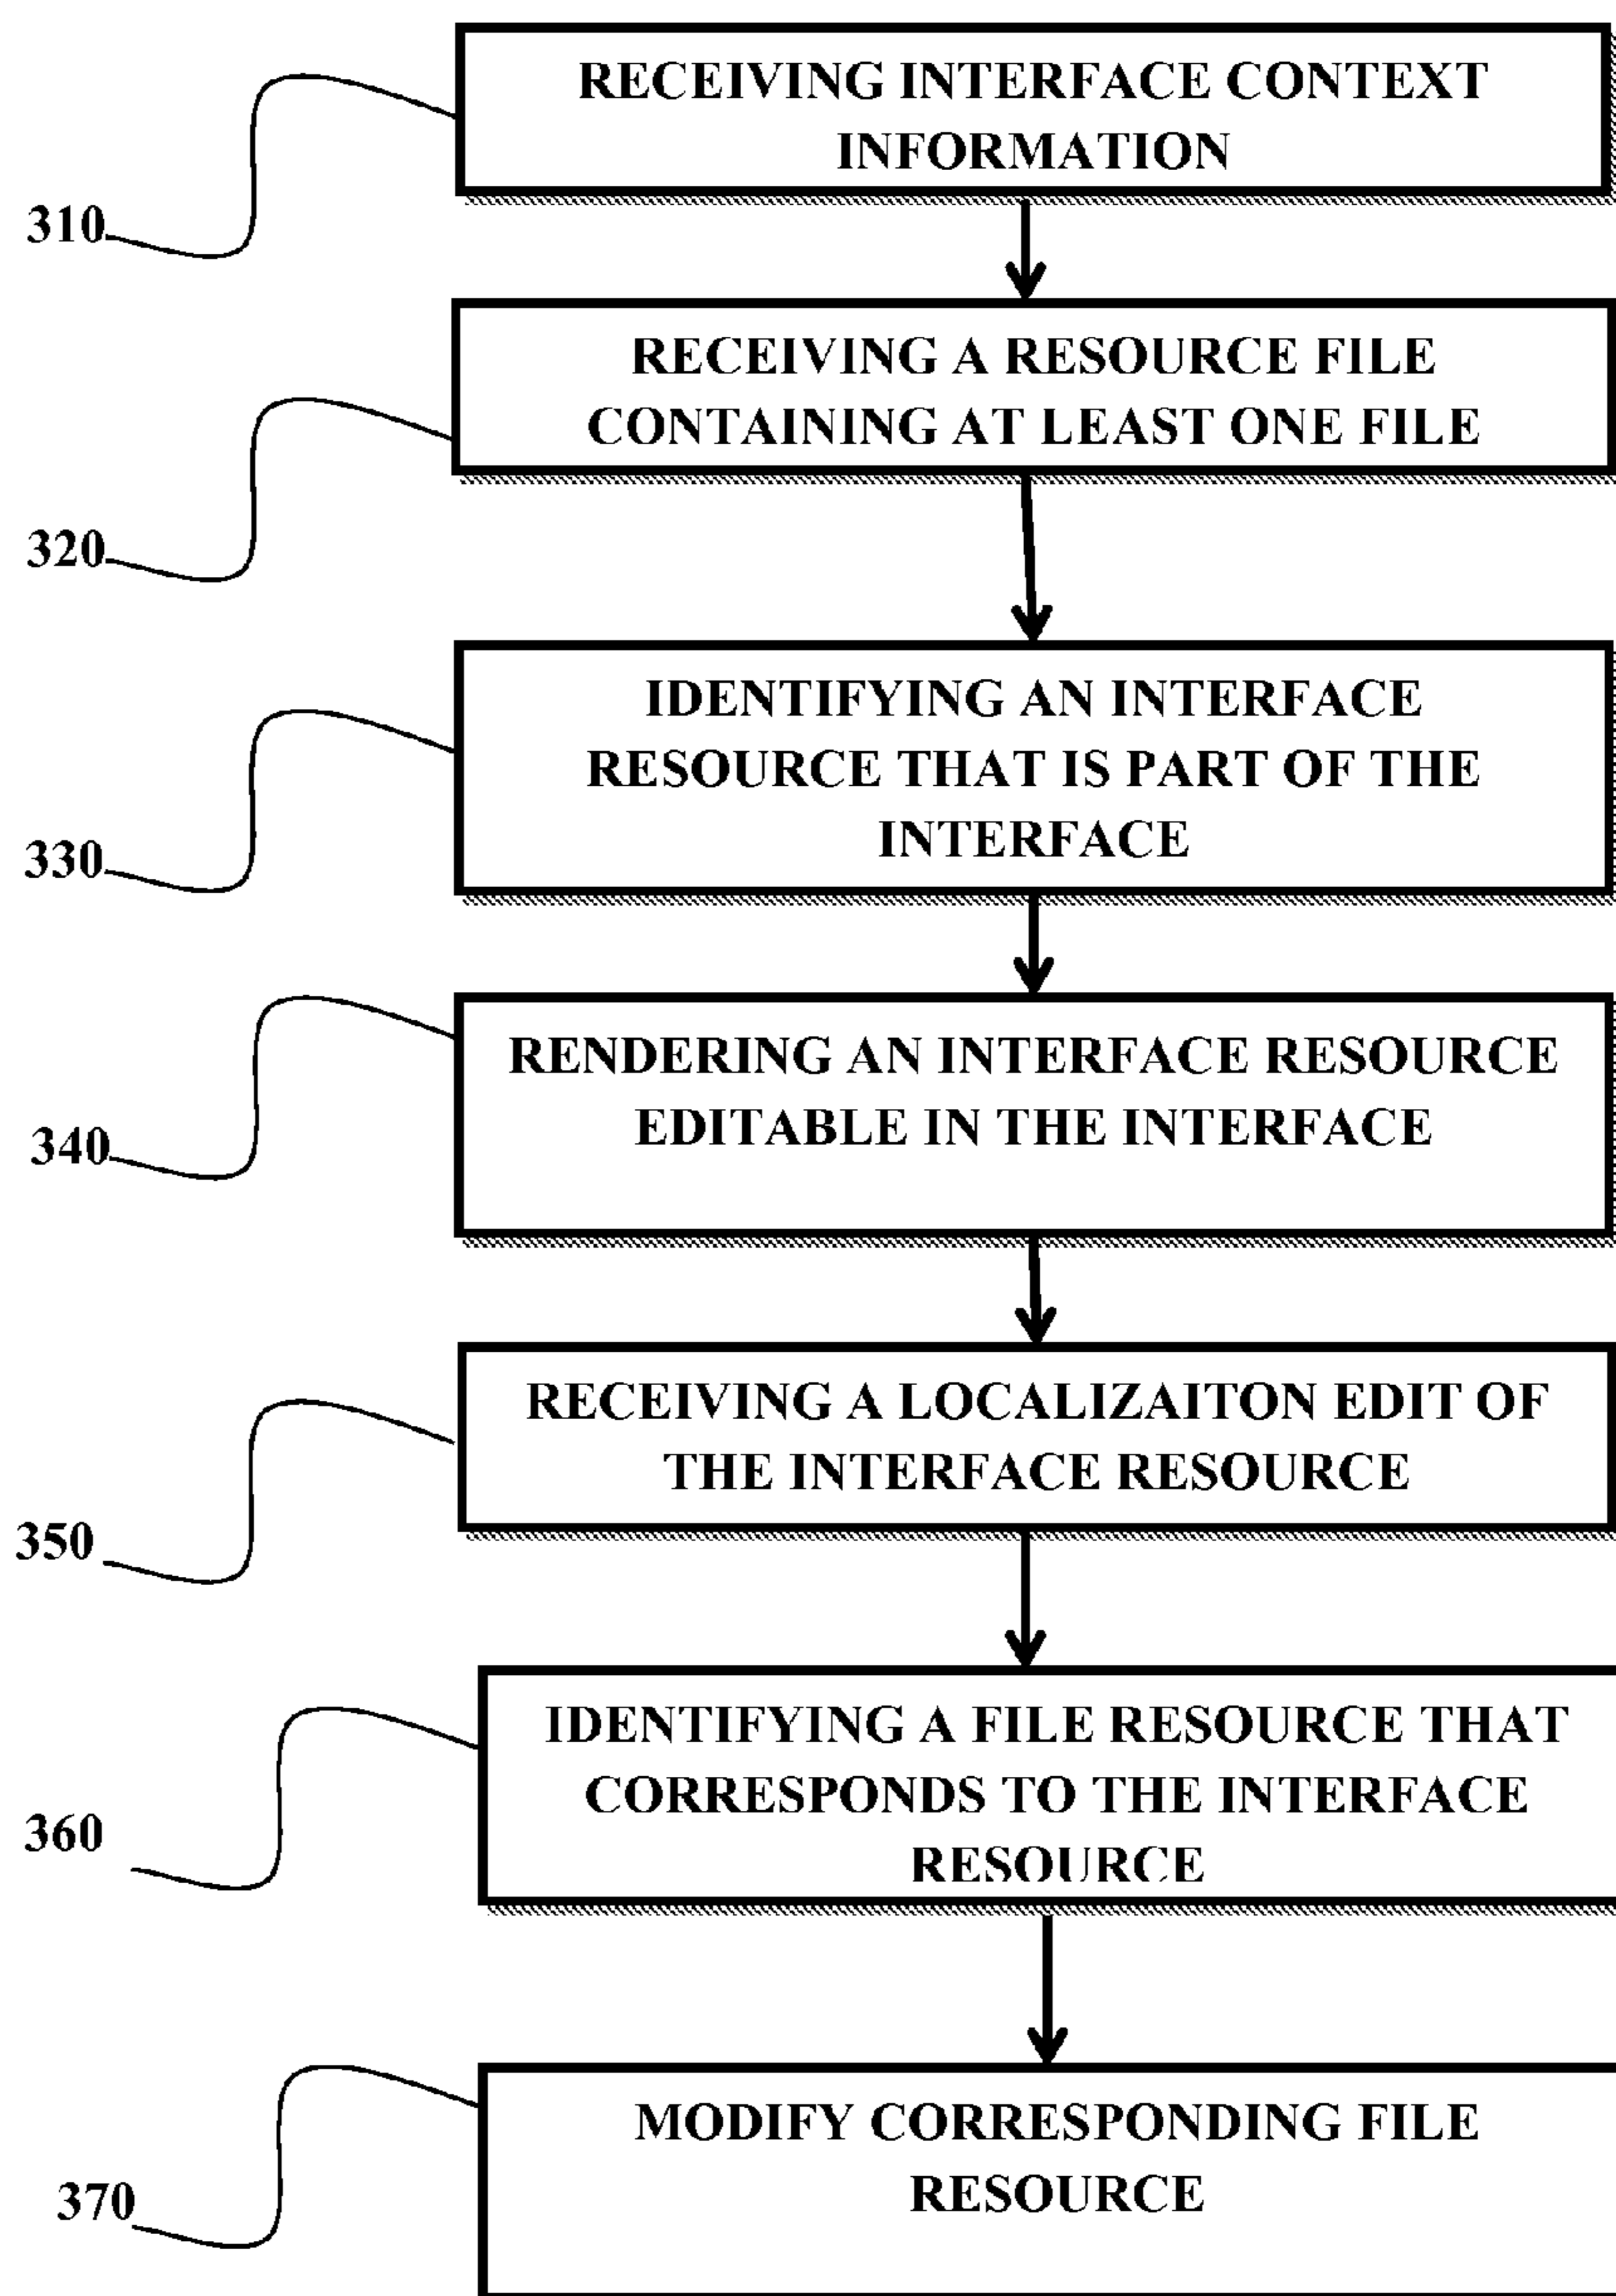 RECEIVING INTERFACE CONTEXT
INFORMATION
310
RECEIVING A RESOURCE FILE
CONTAINING AT LEAST ONE FILE
320
IDENTIFYING AN INTERFACE
RESOURCE THAT IS PART OF THE
INTERFACE
330
RENDERING AN INTERFACE RESOURCE
EDITABLE IN THE INTERFACE
340
RECEIVING A LOCALIZAITON EDIT OF
THE INTERFACE RESOURCE
350
IDENTIFYING A FILE RESOURCE THAT
CORRESPONDS TO THE INTERFACE
RESOURCE
360
MODIFY CORRESPONDING FILE
RESOURCE
370